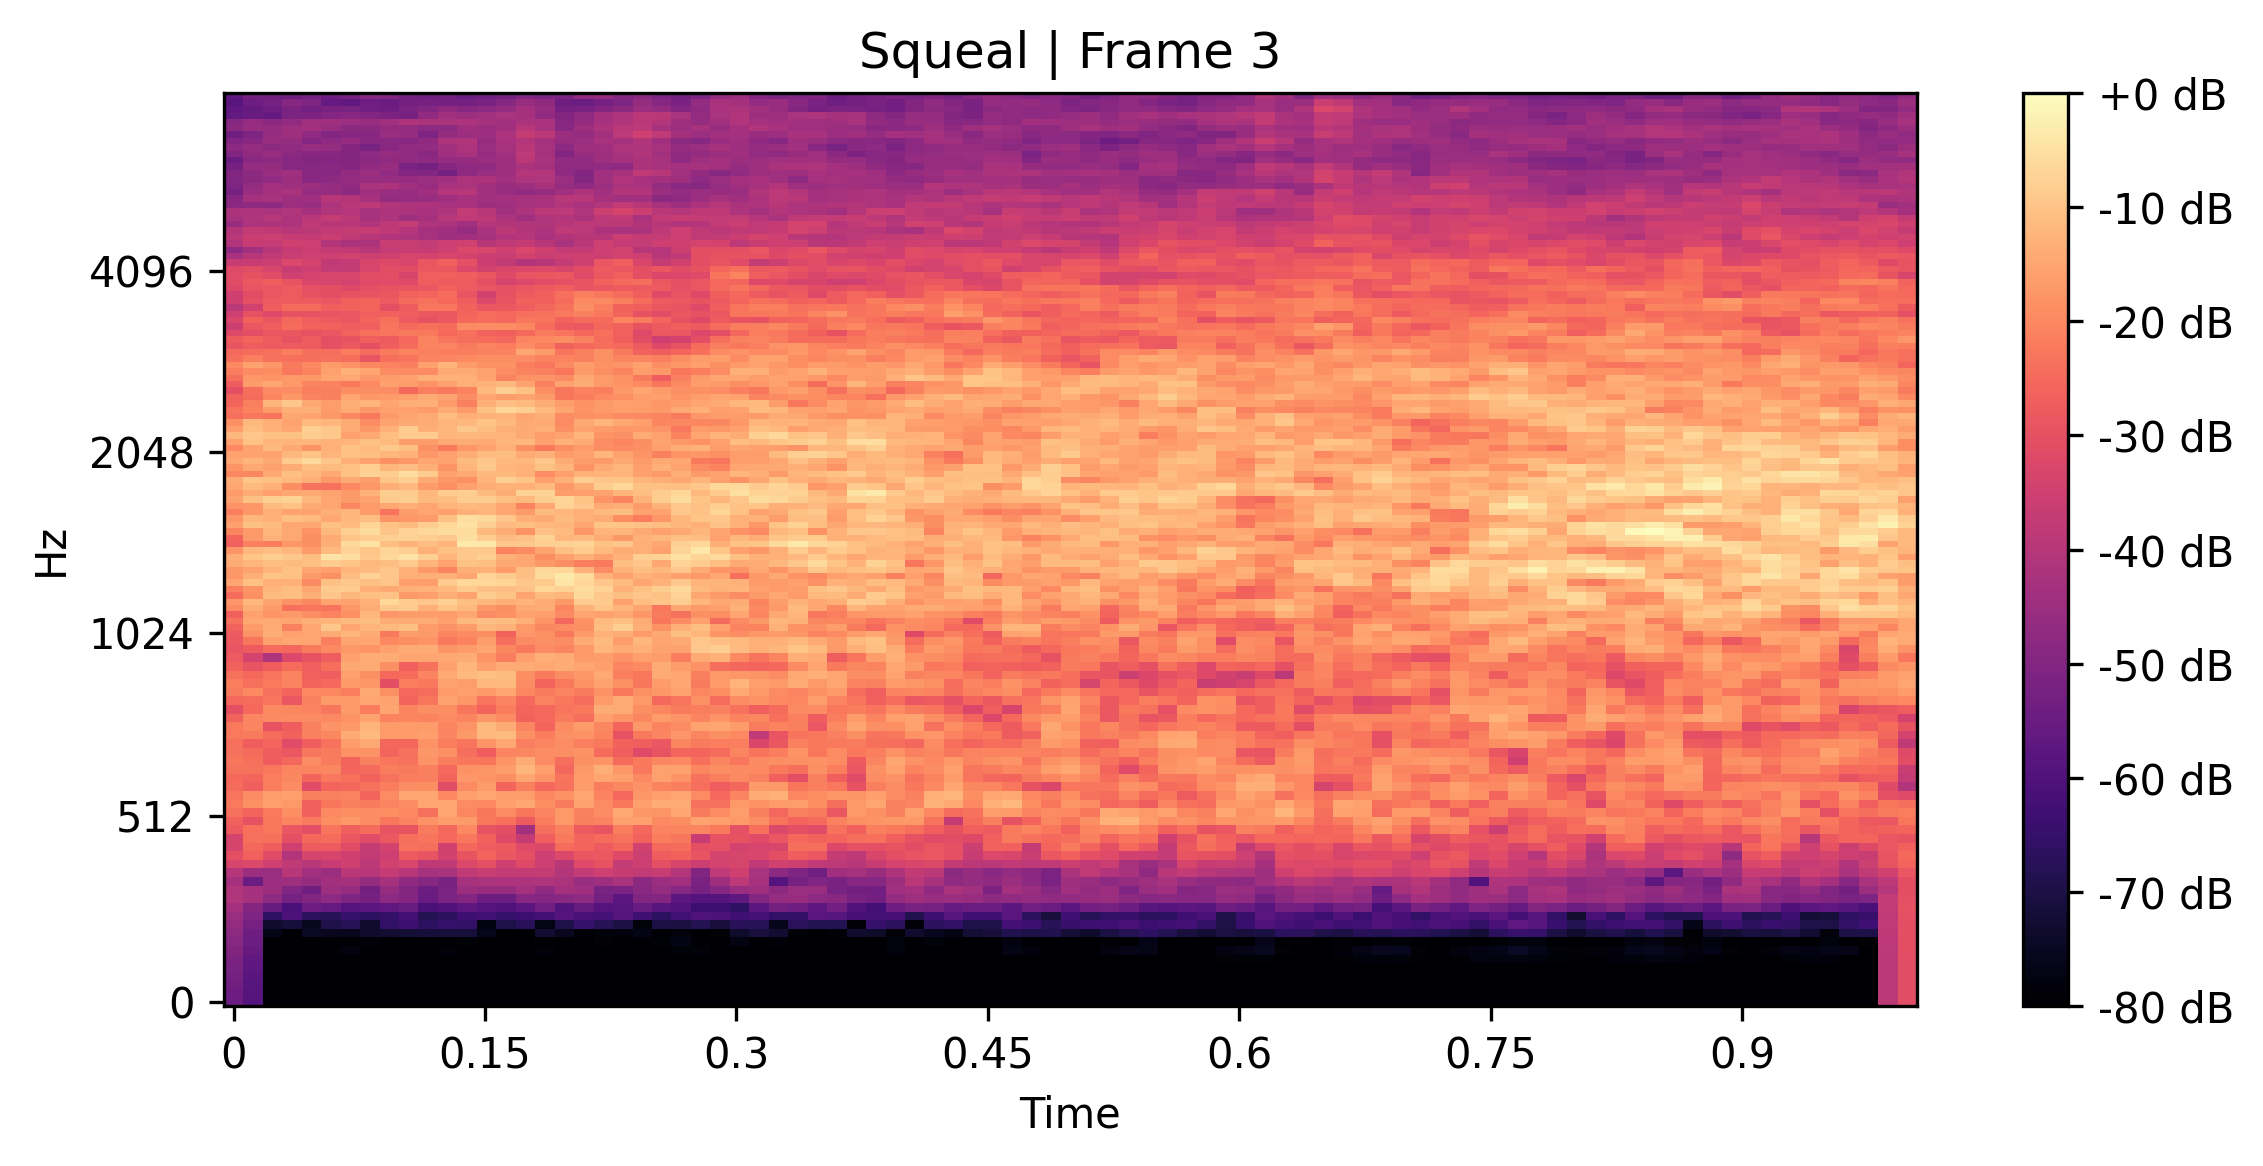 Squeal | Frame 3
Hz
4096
2048
1024
512
0
0 0.15 0.3 0.45 0.6 0.75 0.9
Time
+0 dB
-10 dB
-20 dB
-30 dB
-40 dB
-50 dB
-60 dB
-70 dB
-80 dB